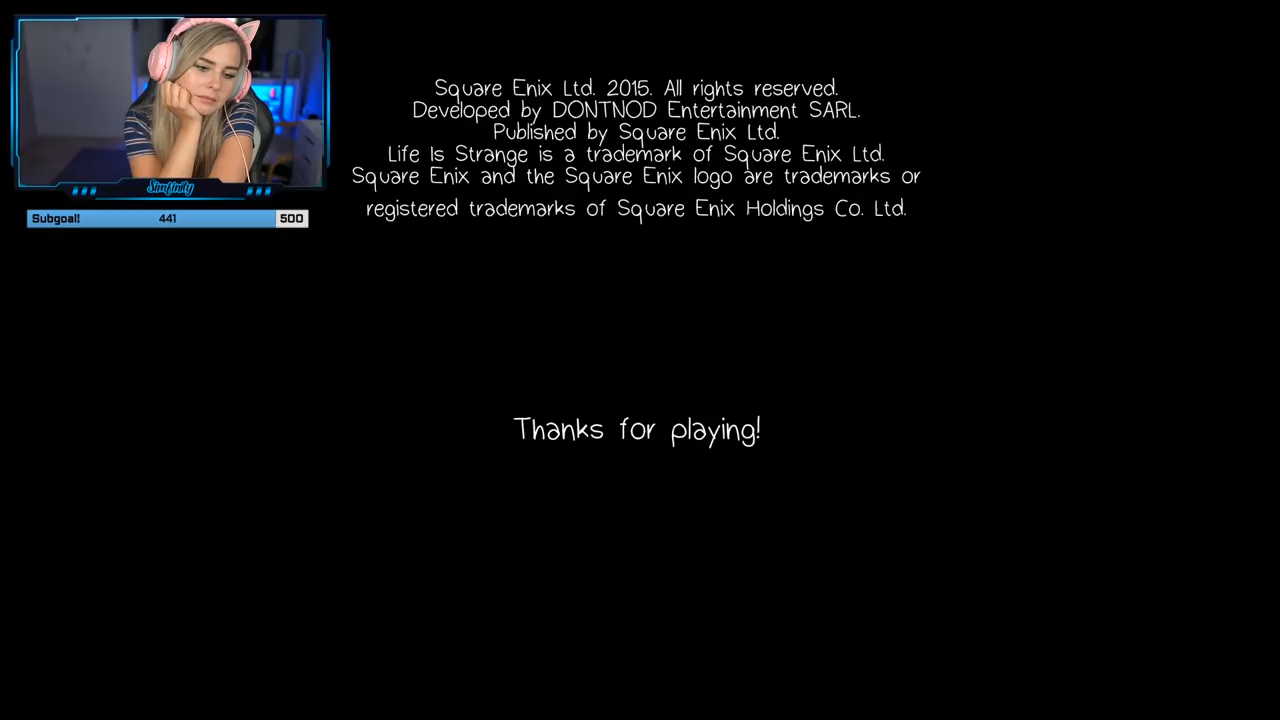 Square Enix Ltd. 2015. All rights reserved.
Developed by DONTNOD Entertainment SARL.
Published by Square Enix Ltd.
Life Is Strange is a trademark of Square Enix Ltd.
Square Enix and the Square Enix logo are trademarks or
registered trademarks of Square Enix Holdings Co. Ltd.
Simfinity
Subgoal! 441 500
Thanks for playing!